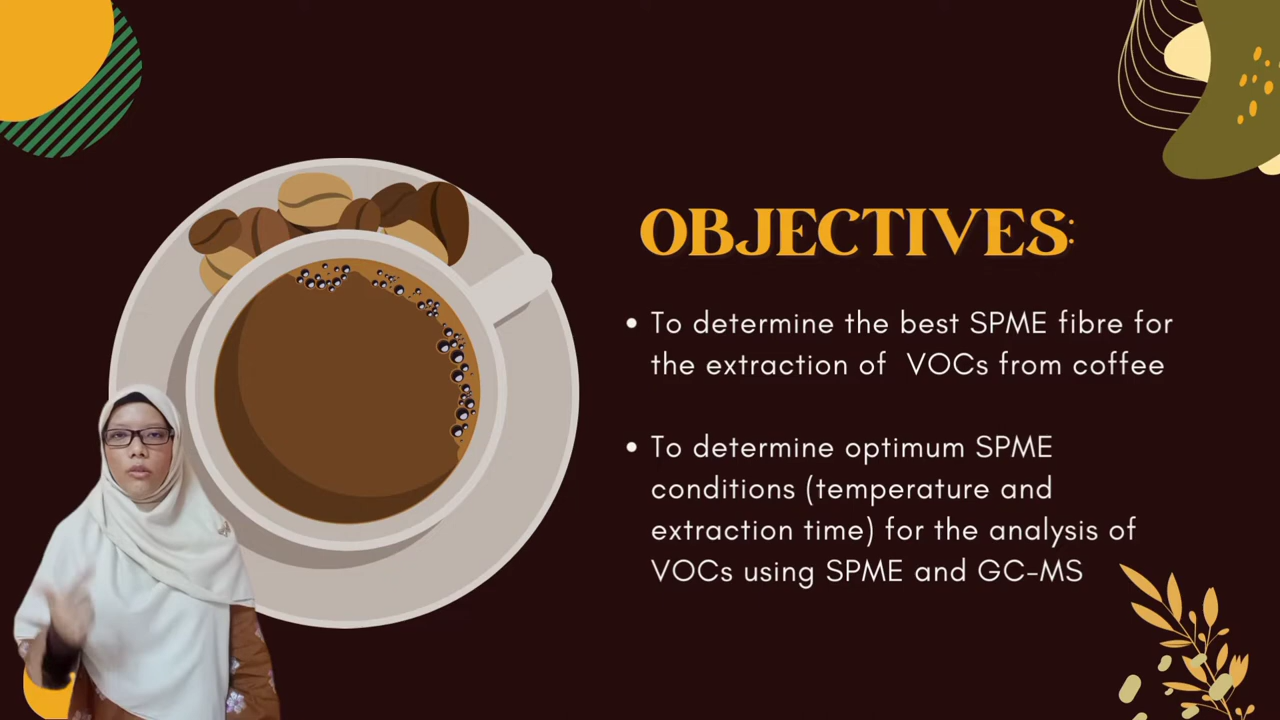 OBJECTIVES:
• To determine the best SPME fibre for
the extraction of VOCs from coffee
• To determine optimum SPME
conditions (temperature and
extraction time) for the analysis of
VOCs using SPME and GC-MS